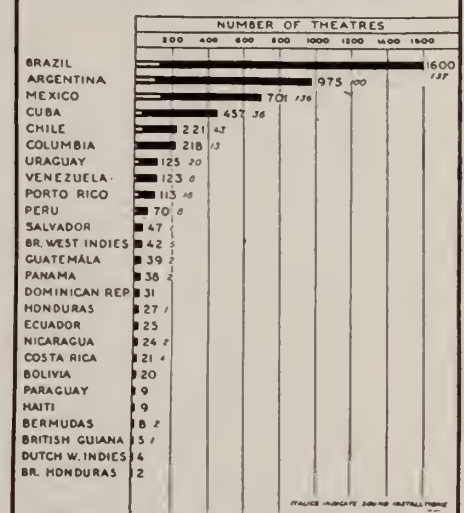 NUMBER OF THEATRES
200 400 600 800 1000 1200 1400 1600
BRAZIL 1600
137
ARGENTINA 975 100
MEXICO 701 136
CUBA 457 36
CHILE 221 43
COLUMBIA 218 13
URAGUAY 125 20
VENEZUELA 123 8
PORTO RICO 113 16
PERU 70 8
SALVADOR 47
BR. WEST INDIES 42 5
GUATEMALA 39 2
PANAMA 38 2
DOMINICAN REP 31
HONDURAS 27 1
ECUADOR 25
NICARAGUA 24 2
COSTA RICA 21 4
BOLIVIA 20
PARAGUAY 9
HAITI 9
BERMUDAS 8 2
BRITISH GUIANA 5 1
DUTCH W. INDIES 4
BR. HONDURAS 2
ITALICS INDICATE SOUND INSTALLATIONS